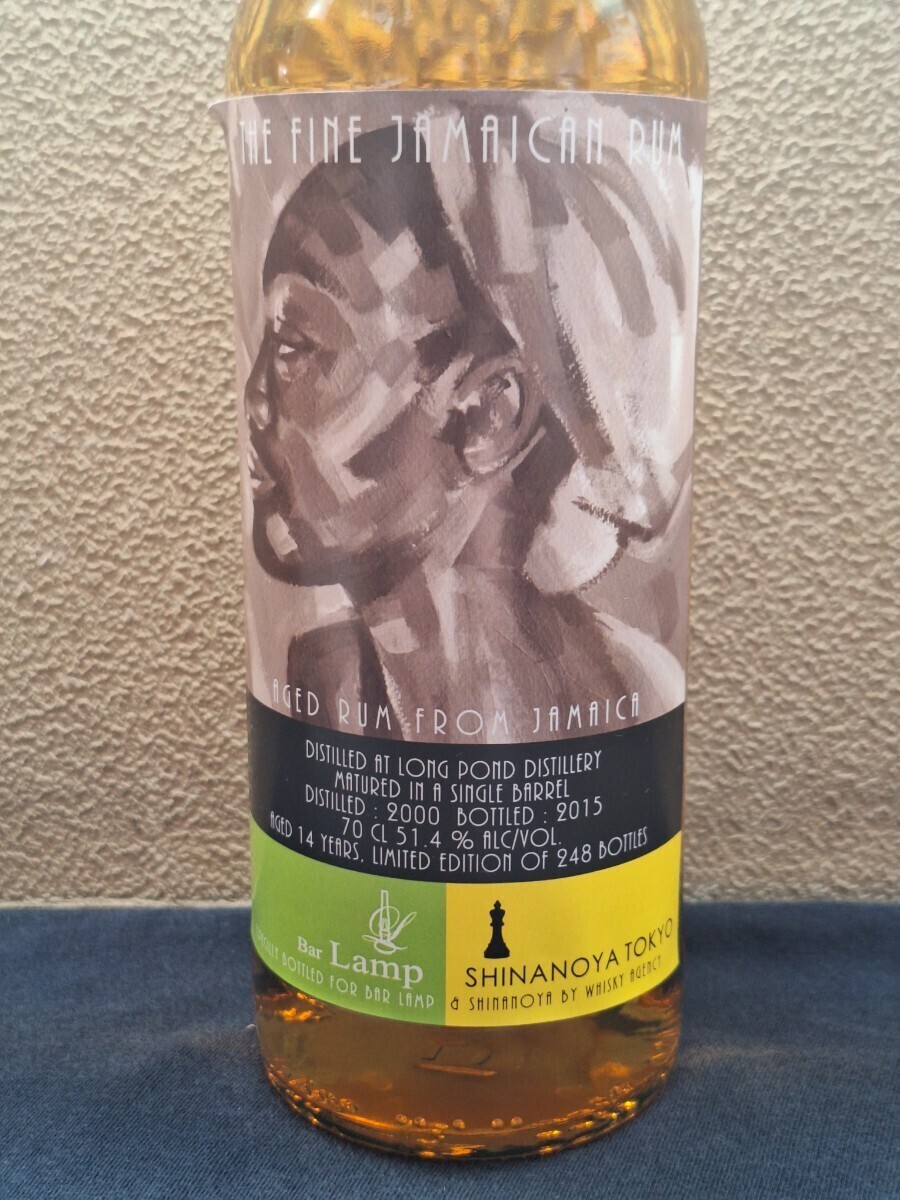 THE FINE JAMAICAN RUM
AGED RUM FROM JAMAICA
DISTILLED AT LONG POND DISTILLERY
MATURED IN A SINGLE BARREL
DISTILLED : 2000 BOTTLED : 2015
70 CL 51.4 % ALC/VOL.
AGED 14 YEARS, LIMITED EDITION OF 248 BOTTLES
Bar Lamp
BOTTLED FOR BAR LAMP
SHINANOYA TOKYO
& SHINANOYA BY WHISKY AGENCY